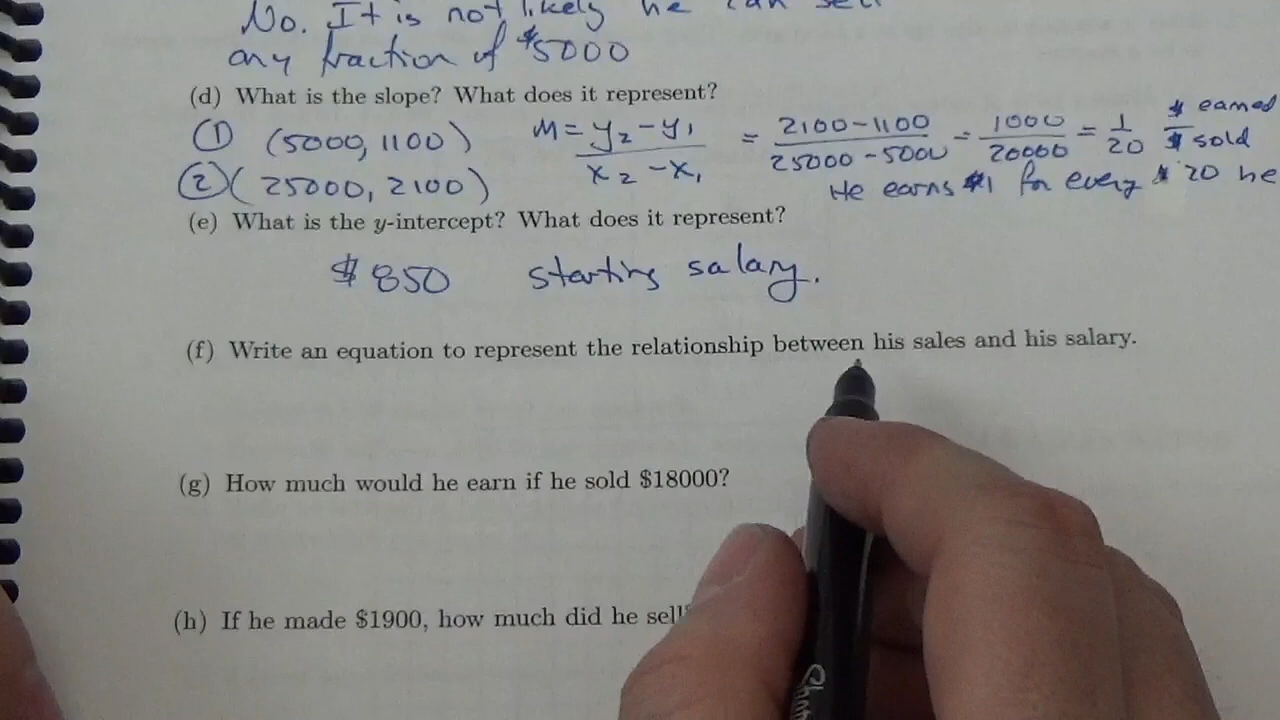 No. It is not likely he can sell
any fraction of $5000
(d) What is the slope? What does it represent?
① (5000, 1100) m = y₂ - y₁ / x₂ - x₁ = 2100 - 1100 / 25000 - 5000 = 1000 / 20000 = 1/20 $ earned / $ sold
② (25000, 2100) He earns $1 for every $20 he
(e) What is the y-intercept? What does it represent?
$850 starting salary.
(f) Write an equation to represent the relationship between his sales and his salary.
(g) How much would he earn if he sold $18000?
(h) If he made $1900, how much did he sell